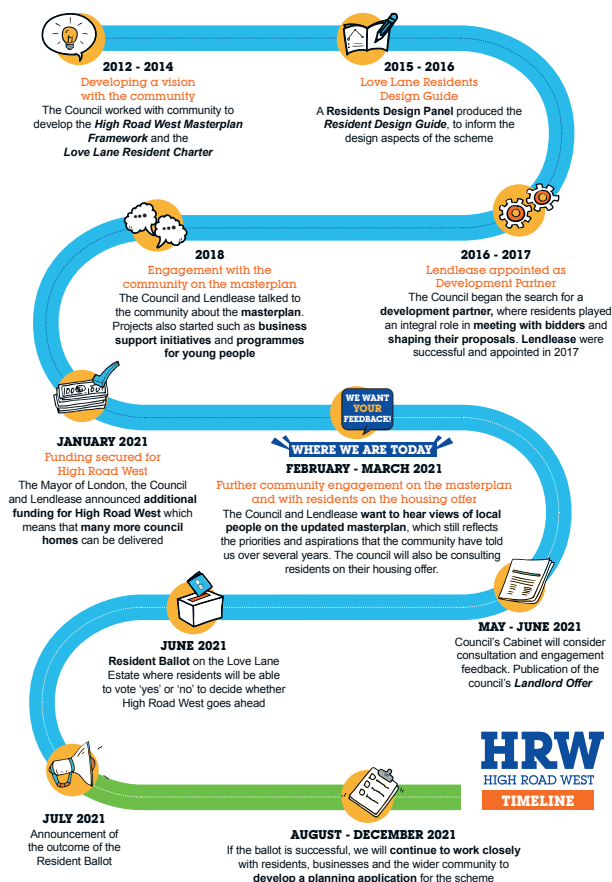 2012 - 2014
Developing a vision
with the community
The Council worked with community to
develop the High Road West Masterplan
Framework and the
Love Lane Resident Charter
2015 - 2016
Love Lane Residents
Design Guide
A Residents Design Panel produced the
Resident Design Guide, to inform the
design aspects of the scheme
2016 - 2017
Lendlease appointed as
Development Partner
The Council began the search for a
development partner, where residents played
an integral role in meeting with bidders and
shaping their proposals. Lendlease were
successful and appointed in 2017
2018
Engagement with the
community on the masterplan
The Council and Lendlease talked to
the community about the masterplan.
Projects also started such as business
support initiatives and programmes
for young people
JANUARY 2021
Funding secured for
High Road West
The Mayor of London, the Council
and Lendlease announced additional
funding for High Road West which
means that many more council
homes can be delivered
WE WANT
YOUR
FEEDBACK!
WHERE WE ARE TODAY
FEBRUARY - MARCH 2021
Further community engagement on the masterplan
and with residents on the housing offer
The Council and Lendlease want to hear views of local
people on the updated masterplan, which still reflects
the priorities and aspirations that the community have told
us over several years. The council will also be consulting
residents on their housing offer.
MAY - JUNE 2021
Council's Cabinet will consider
consultation and engagement
feedback. Publication of the
council's Landlord Offer
JUNE 2021
Resident Ballot on the Love Lane
Estate where residents will be able
to vote 'yes' or 'no' to decide whether
High Road West goes ahead
JULY 2021
Announcement of
the outcome of the
Resident Ballot
AUGUST - DECEMBER 2021
If the ballot is successful, we will continue to work closely
with residents, businesses and the wider community to
develop a planning application for the scheme
HRW
HIGH ROAD WEST
TIMELINE